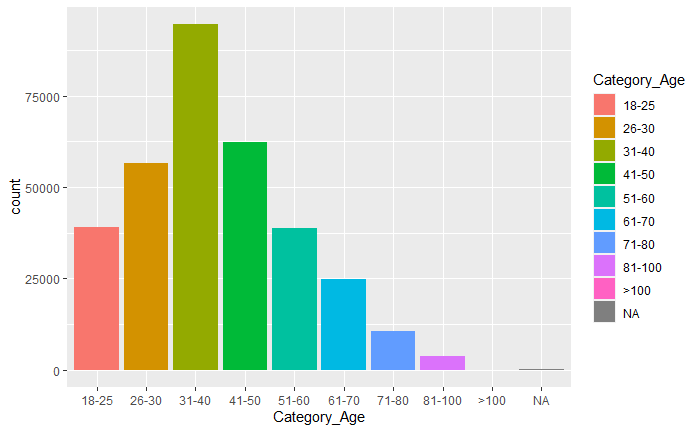 count
75000
50000
25000
0
18-25 26-30 31-40 41-50 51-60 61-70 71-80 81-100 >100 NA
Category_Age
Category_Age
18-25
26-30
31-40
41-50
51-60
61-70
71-80
81-100
>100
NA